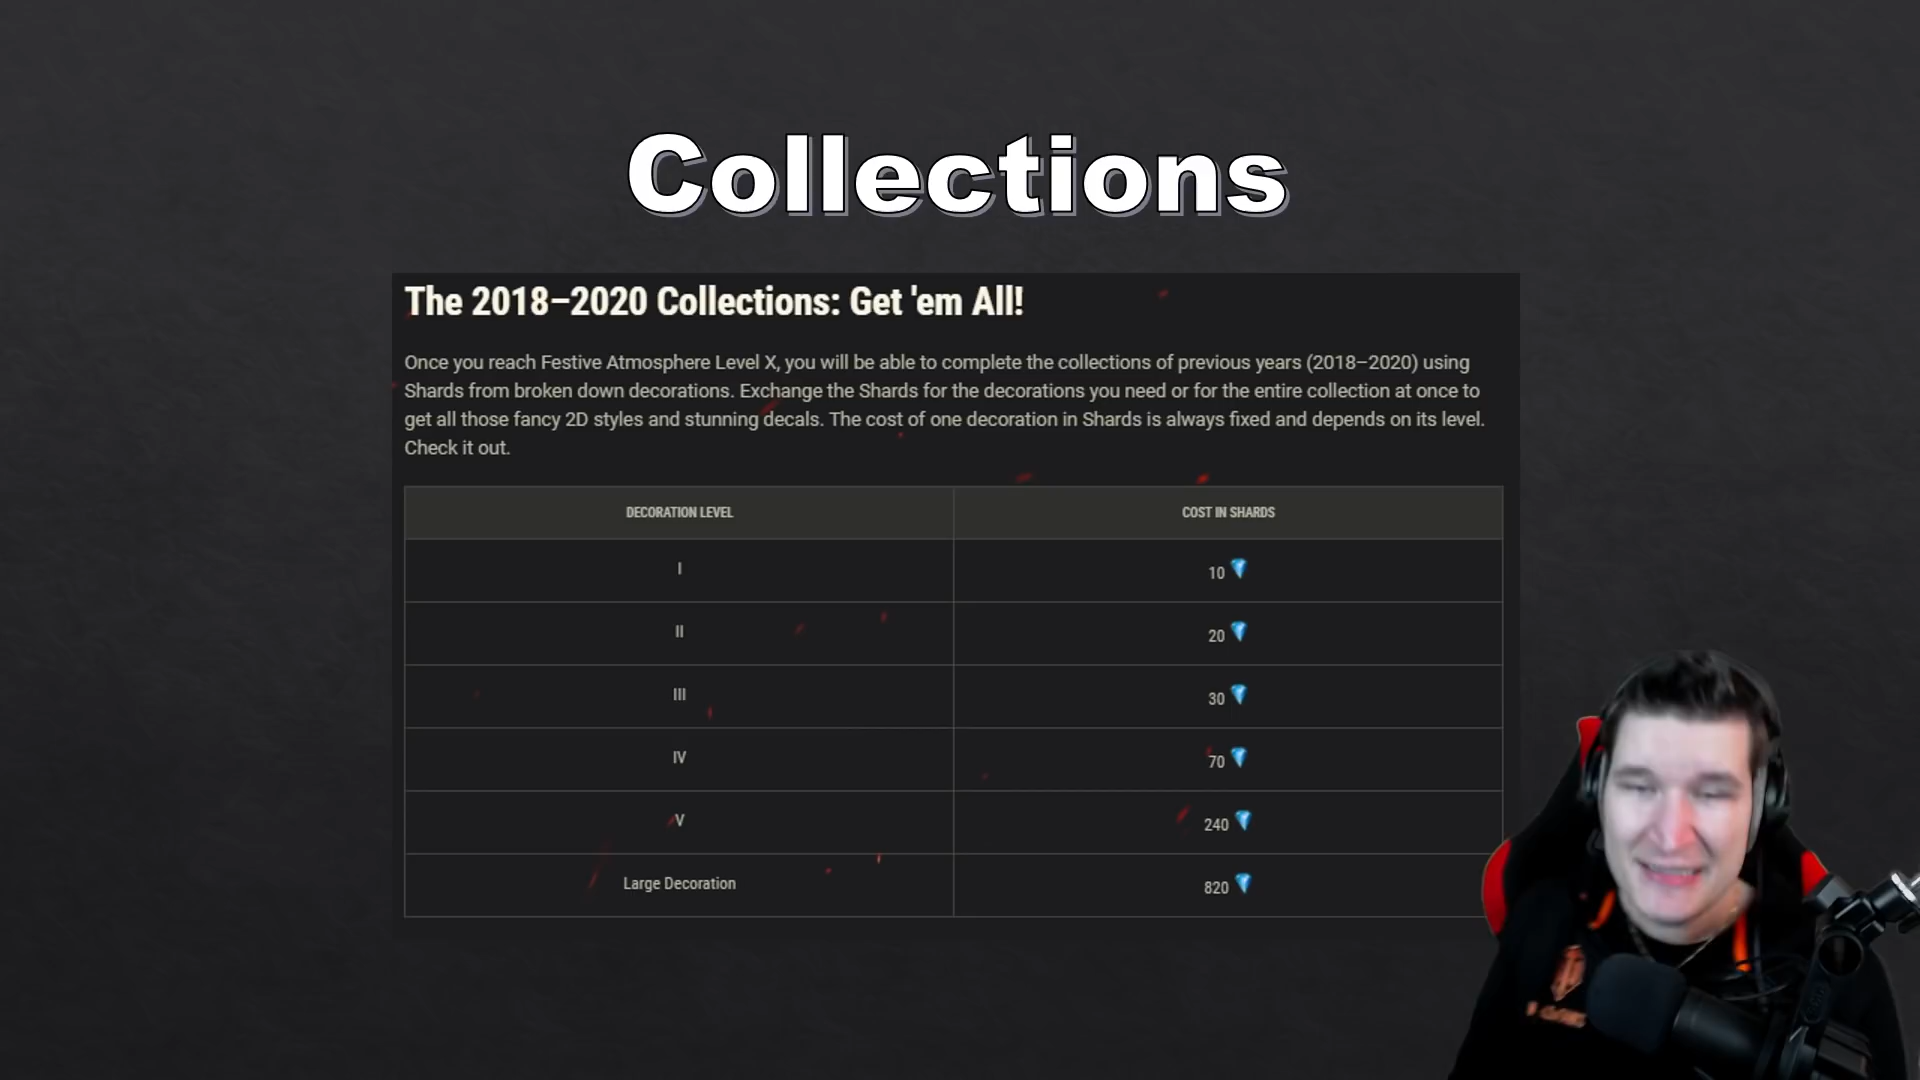 Collections
The 2018–2020 Collections: Get 'em All!
Once you reach Festive Atmosphere Level X, you will be able to complete the collections of previous years (2018–2020) using
Shards from broken down decorations. Exchange the Shards for the decorations you need or for the entire collection at once to
get all those fancy 2D styles and stunning decals. The cost of one decoration in Shards is always fixed and depends on its level.
Check it out.
DECORATION LEVEL COST IN SHARDS
I 10
II 20
III 30
IV 70
V 240
Large Decoration 820